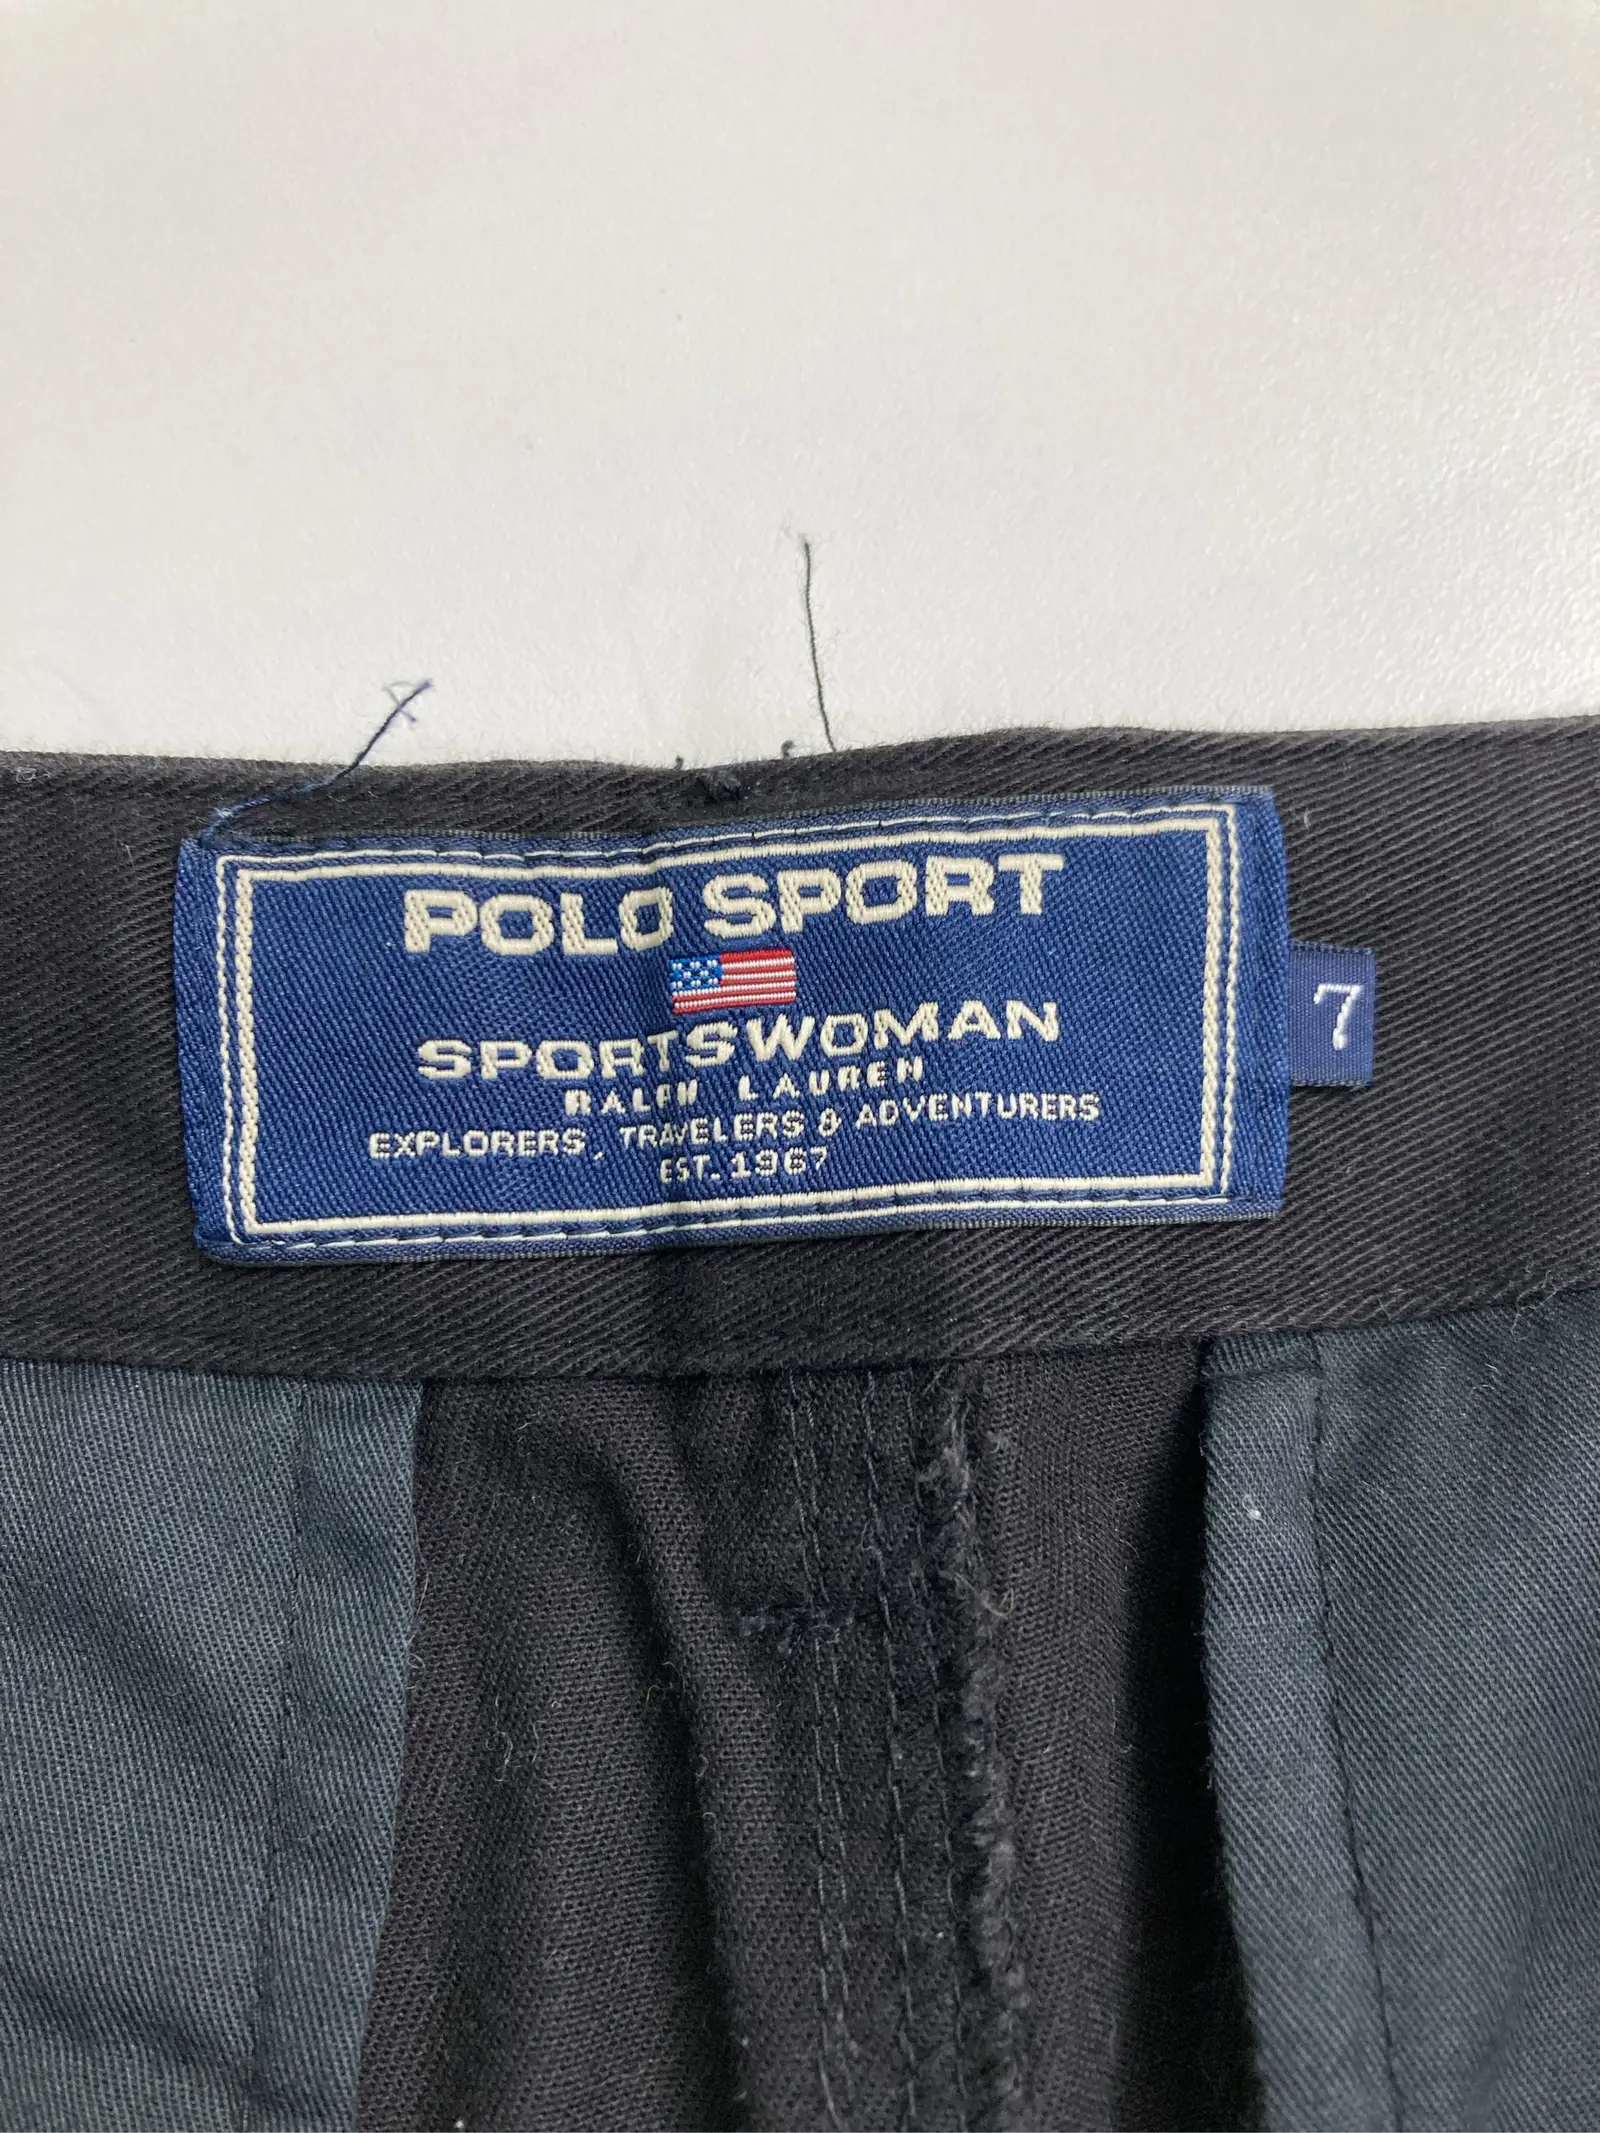 POLO SPORT
SPORTSWOMAN
RALPH LAUREN
EXPLORERS, TRAVELERS & ADVENTURERS
EST. 1967
7